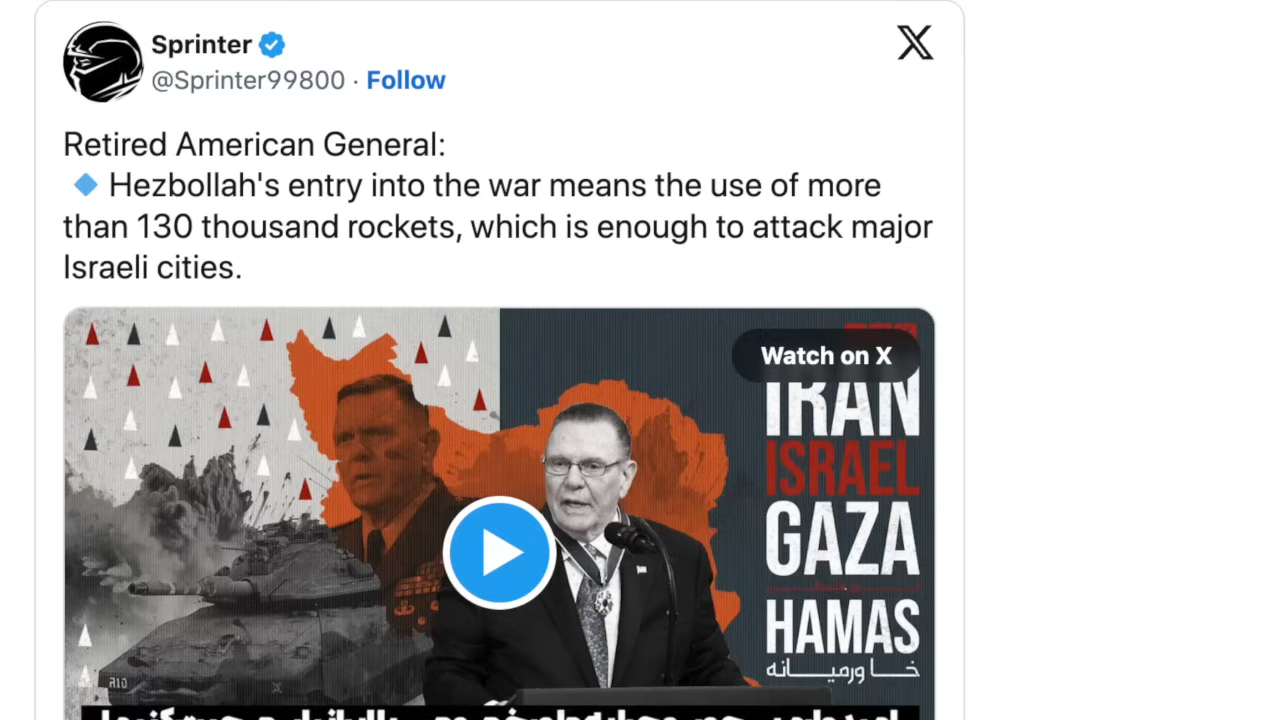 Sprinter
@Sprinter99800 · Follow
Retired American General:
🔹 Hezbollah's entry into the war means the use of more
than 130 thousand rockets, which is enough to attack major
Israeli cities.
Watch on X
IRAN
ISRAEL
GAZA
HAMAS
خاورمیانه